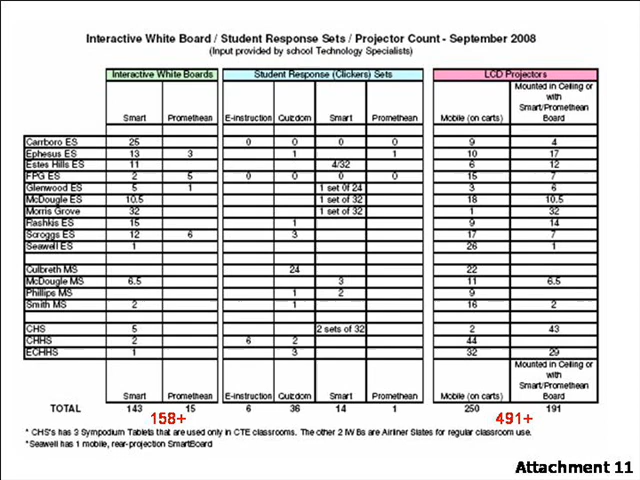 Interactive White Board / Student Response Sets / Projector Count - September 2008
(Input provided by school Technology Specialists)
Interactive White Boards Student Response (Clickers) Sets LCD Projectors
Smart Promethean E-instruction Quizdom Smart Promethean Mobile (on carts) Mounted in Ceiling or with Smart/Promethean Board
Carrboro ES 25 0 0 0 0 9 4
Ephesus ES 13 3 1 1 10 17
Estes Hills ES 11 4/32 6 12
FPG ES 2 5 0 0 0 0 15 7
Glenwood ES 5 1 1 set 0f 24 3 6
McDougle ES 10.5 1 set of 32 18 10.5
Morris Grove 32 1 set of 32 1 32
Rashkis ES 15 1 9 14
Scroggs ES 12 6 3 17 7
Seawell ES 1 26 1
Culbreth MS 24 22
McDougle MS 6.5 3 11 6.5
Phillips MS 1 2 9
Smith MS 2 1 16 2
CHS 5 2 sets of 32 2 43
CHHS 2 6 2 44
ECHHS 1 3 32 29
Smart Promethean E-instruction Quizdom Smart Promethean Mobile (on carts) Mounted in Ceiling or with Smart/Promethean Board
TOTAL 143 15 6 36 14 1 250 191
158+ 491+
* CHS's has 3 Sympodium Tablets that are used only in CTE classrooms. The other 2 IWBs are Airliner Slates for regular classroom use.
*Seawell has 1 mobile, rear-projection SmartBoard
Attachment 11